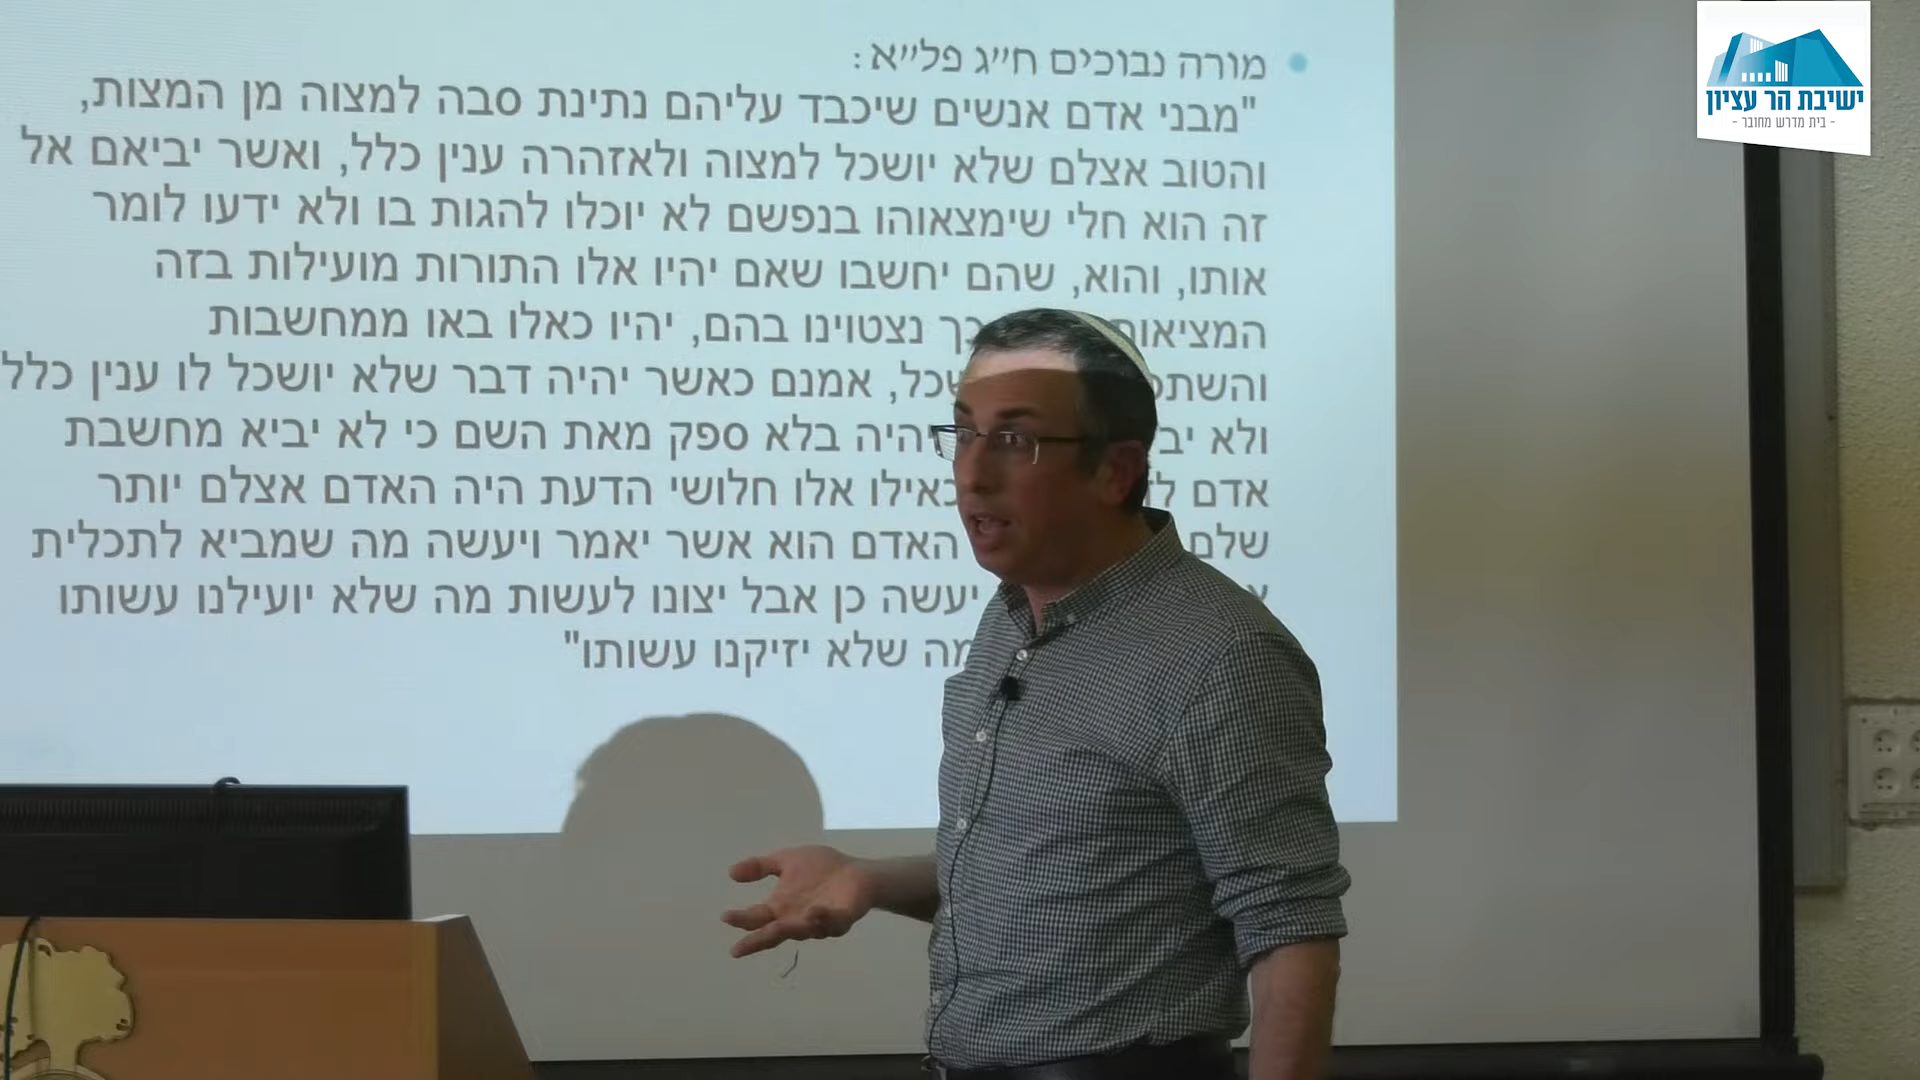 מורה נבוכים ח״ג פל״א:
"מבני אדם אנשים שיכבד עליהם נתינת סבה למצוה מן המצות,
והטוב אצלם שלא יושכל למצוה ולאזהרה ענין כלל, ואשר יביאם אל
זה הוא חלי שימצאוהו בנפשם לא יוכלו להגות בו ולא ידעו לומר
אותו, והוא, שהם יחשבו שאם יהיו אלו התורות מועילות בזה
נצטוינו בהם, יהיו כאלו באו ממחשבות
אמנם כאשר יהיה דבר שלא יושכל לו ענין כלל
ולא יהיה בלא ספק מאת השם כי לא יביא מחשבת
אדם כאילו אלו חלושי הדעת היה האדם אצלם יותר
שלם האדם הוא אשר יאמר ויעשה מה שמביא לתכלית
יעשה כן אבל יצונו לעשות מה שלא יועילנו עשותו
מה שלא יזיקנו עשותו"
ישיבת הר עציון
- בית מדרש מחובר -